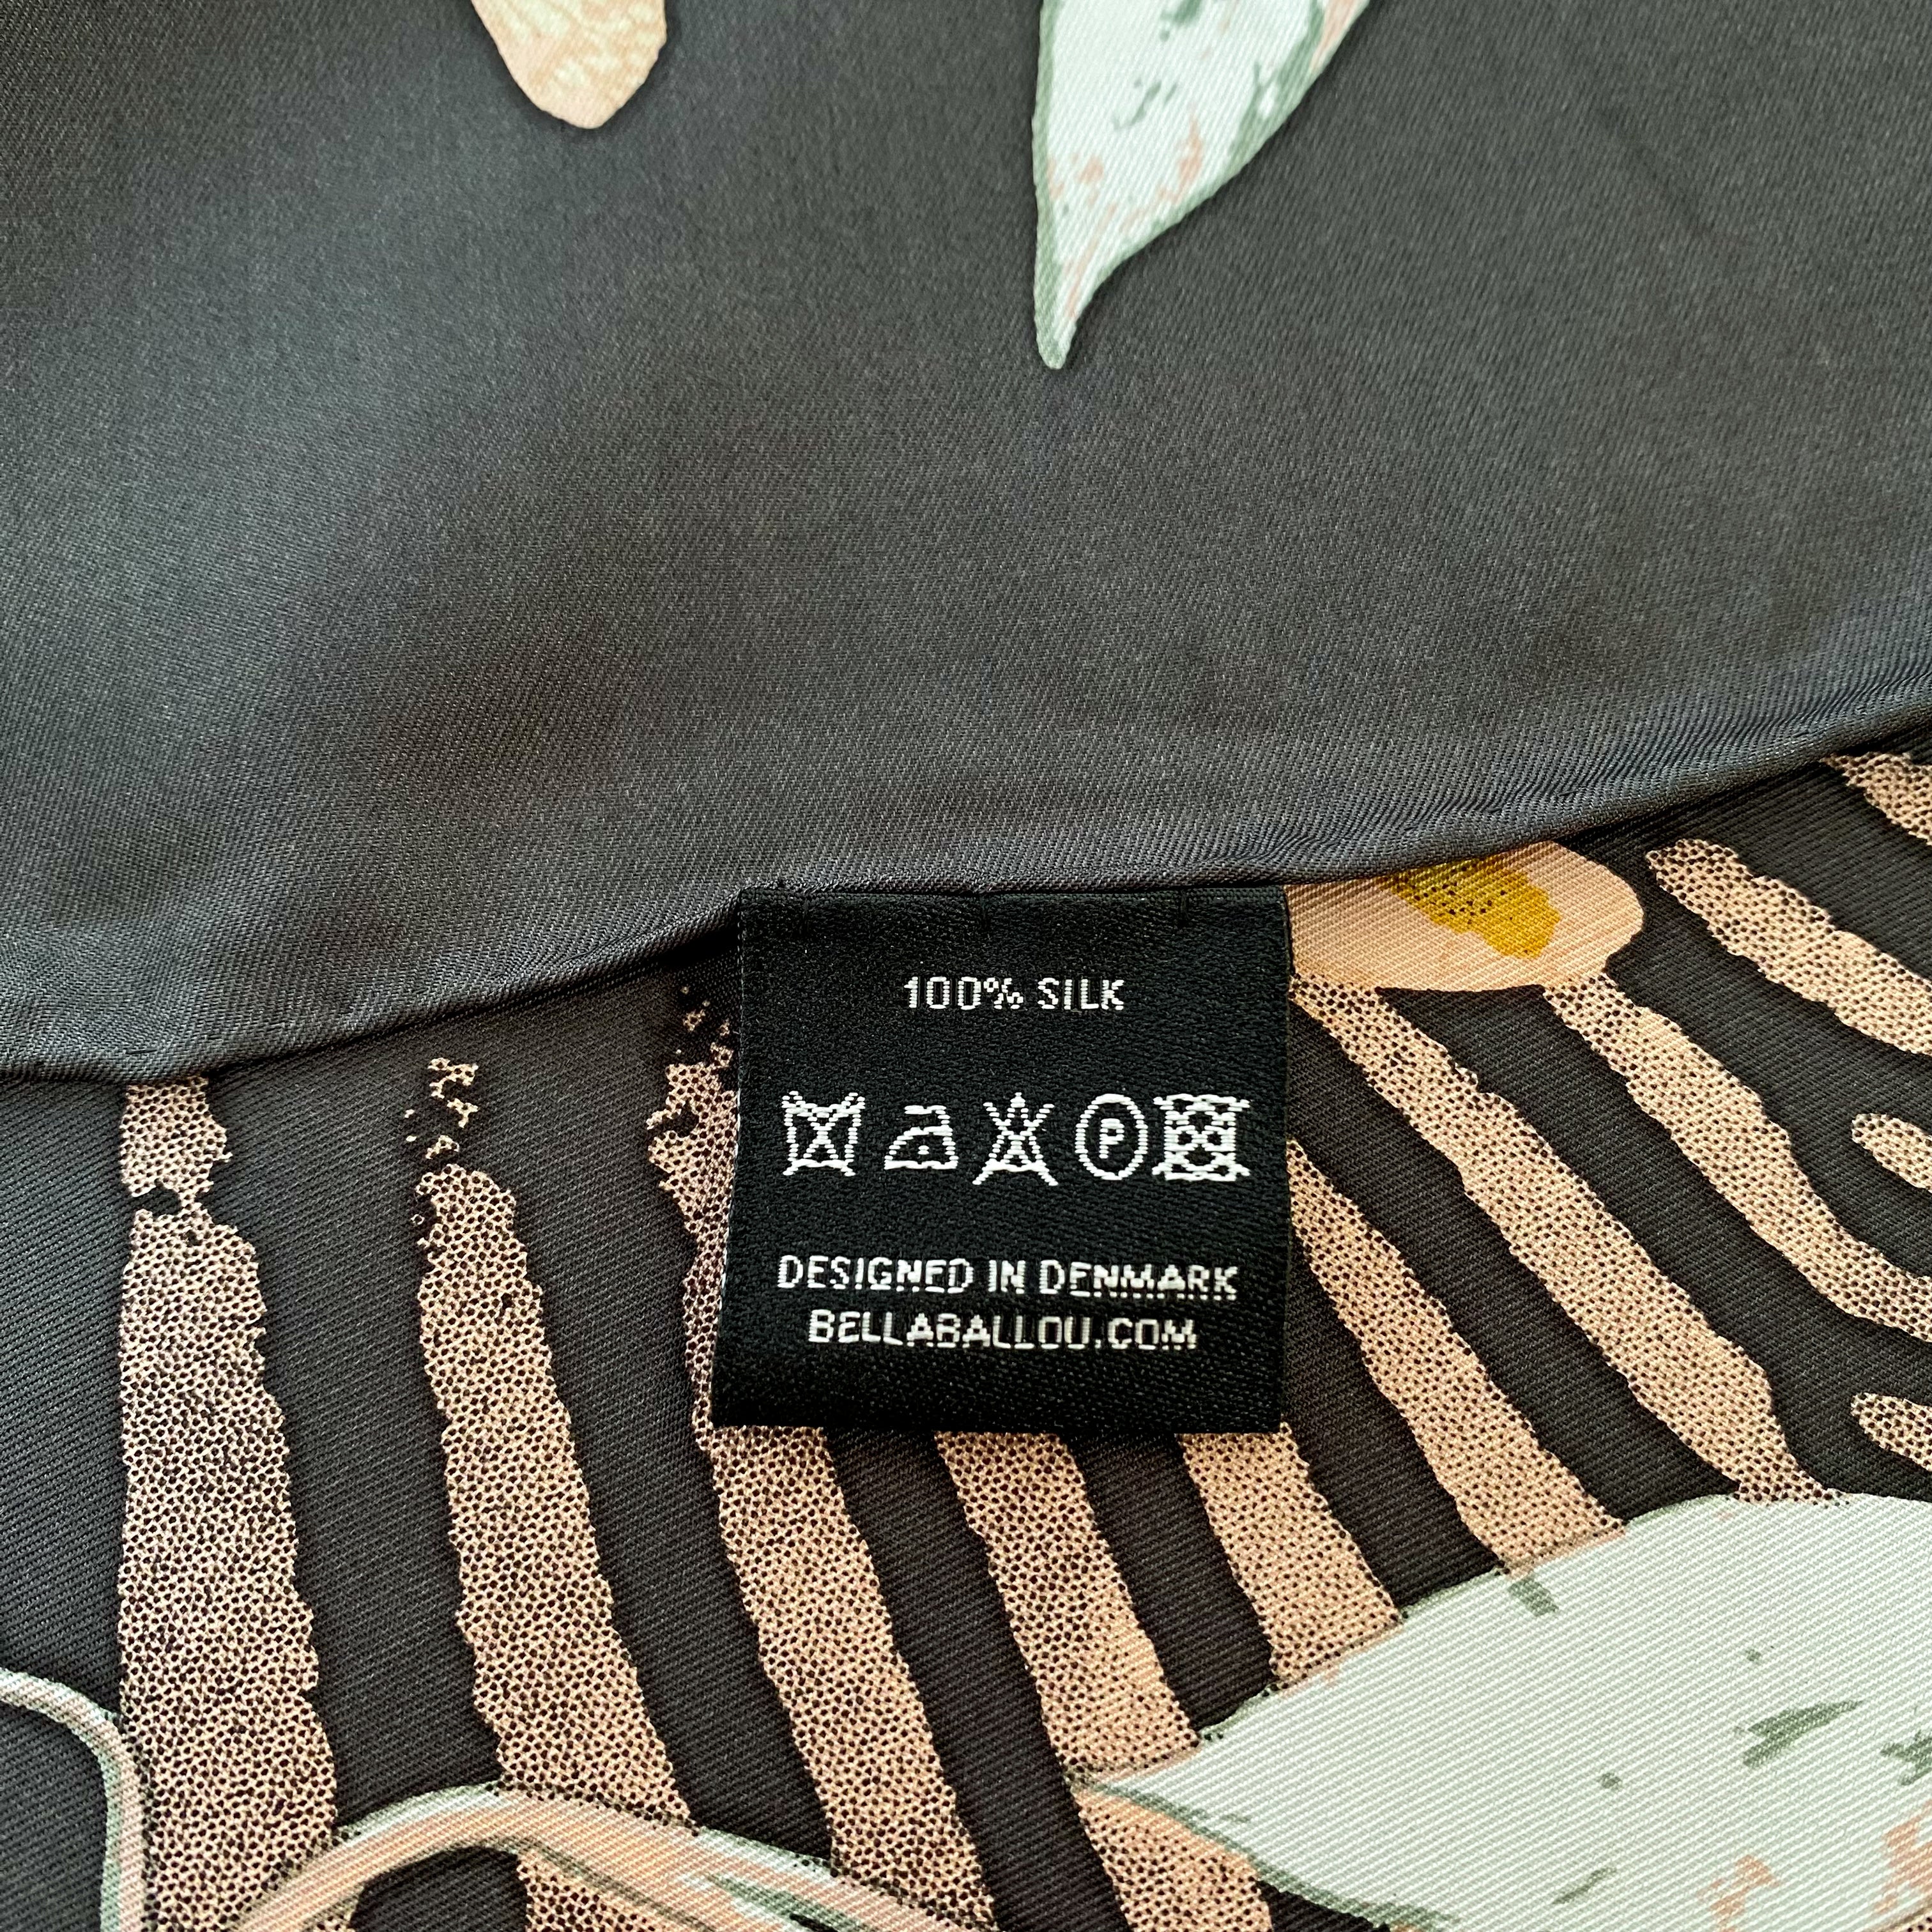 100% SILK
P
DESIGNED IN DENMARK
BELLABALLOU.COM